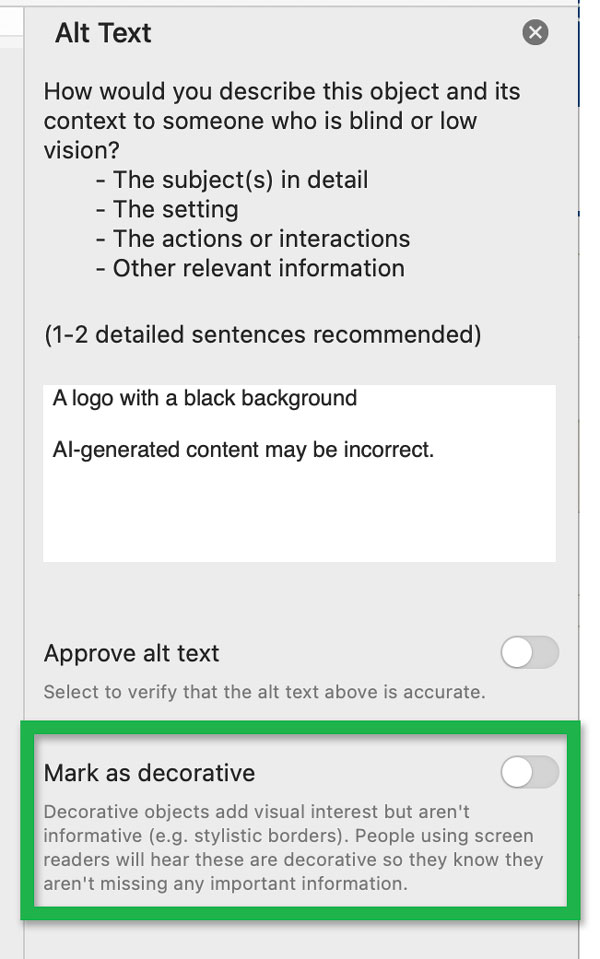 Alt Text
How would you describe this object and its
context to someone who is blind or low
vision?
- The subject(s) in detail
- The setting
- The actions or interactions
- Other relevant information
(1-2 detailed sentences recommended)
A logo with a black background
AI-generated content may be incorrect.
Approve alt text
Select to verify that the alt text above is accurate.
Mark as decorative
Decorative objects add visual interest but aren't
informative (e.g. stylistic borders). People using screen
readers will hear these are decorative so they know they
aren't missing any important information.